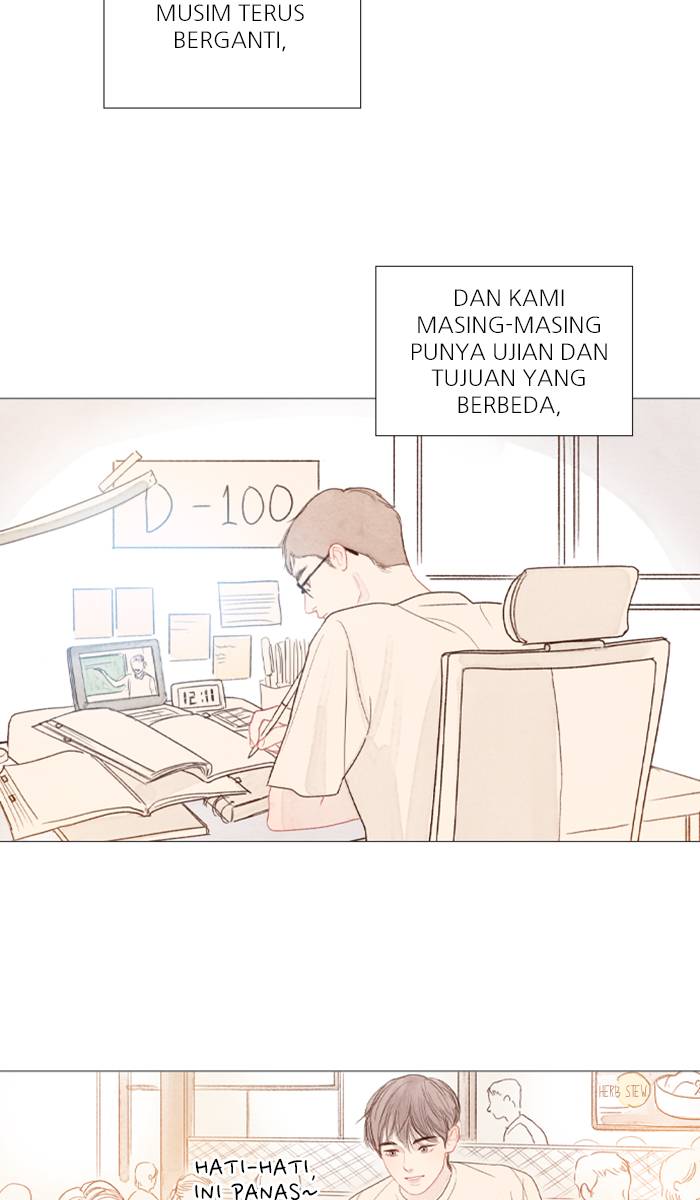 MUSIM TERUS
BERGANTI,
DAN KAMI
MASING-MASING
PUNYA UJIAN DAN
TUJUAN YANG
BERBEDA,
D-100
12:11
HERB STEW
HATI-HATI,
INI PANAS~